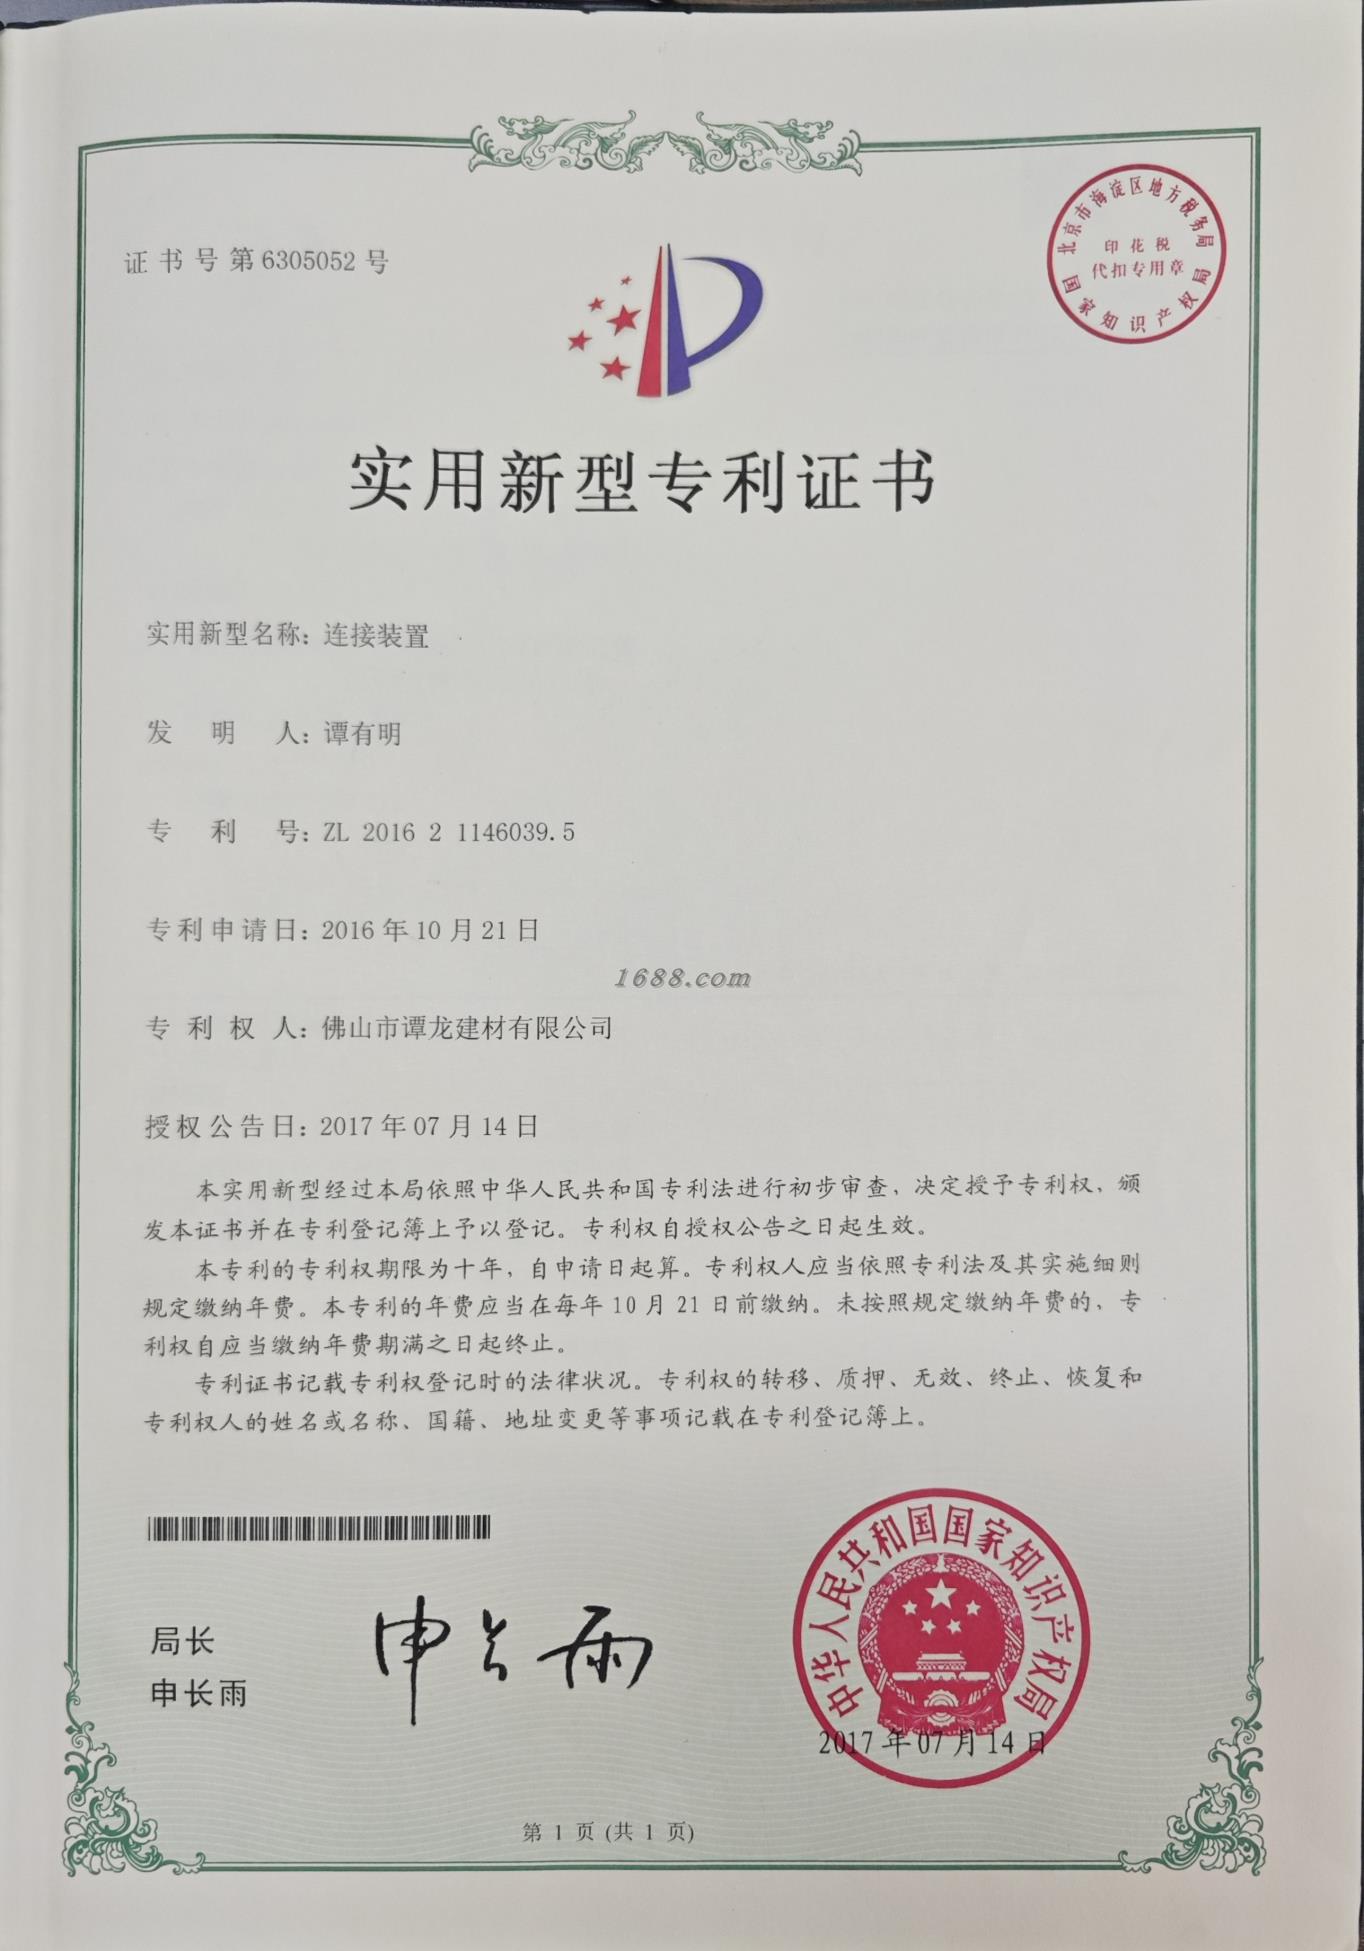 证书号第6305052号
北京市海淀区地方税务局
印花税
代扣专用章
国家知识产权局
实用新型专利证书
实用新型名称：连接装置
发明人：谭有明
专利号：ZL 2016 2 1146039.5
专利申请日：2016年10月21日
1688.com
专利权人：佛山市谭龙建材有限公司
授权公告日：2017年07月14日
本实用新型经过本局依照中华人民共和国专利法进行初步审查，决定授予专利权，颁
发本证书并在专利登记簿上予以登记。专利权自授权公告之日起生效。
本专利的专利权期限为十年，自申请日起算。专利权人应当依照专利法及其实施细则
规定缴纳年费。本专利的年费应当在每年10月21日前缴纳。未按照规定缴纳年费的，专
利权自应当缴纳年费期满之日起终止。
专利证书记载专利权登记时的法律状况。专利权的转移、质押、无效、终止、恢复和
专利权人的姓名或名称、国籍、地址变更等事项记载在专利登记簿上。
局长
申长雨
申长雨
中华人民共和国国家知识产权局
2017年07月14日
第1页(共1页)